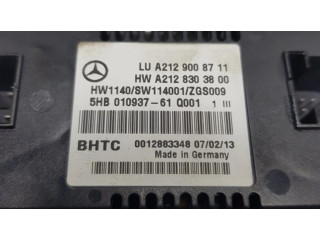 LU A212 900 87 11
HW A212 830 38 00
HW1140/SW114001/ZGS009
5HB 010937-61 Q001 1 III
BHTC 0012883348 07/02/13
Made in Germany